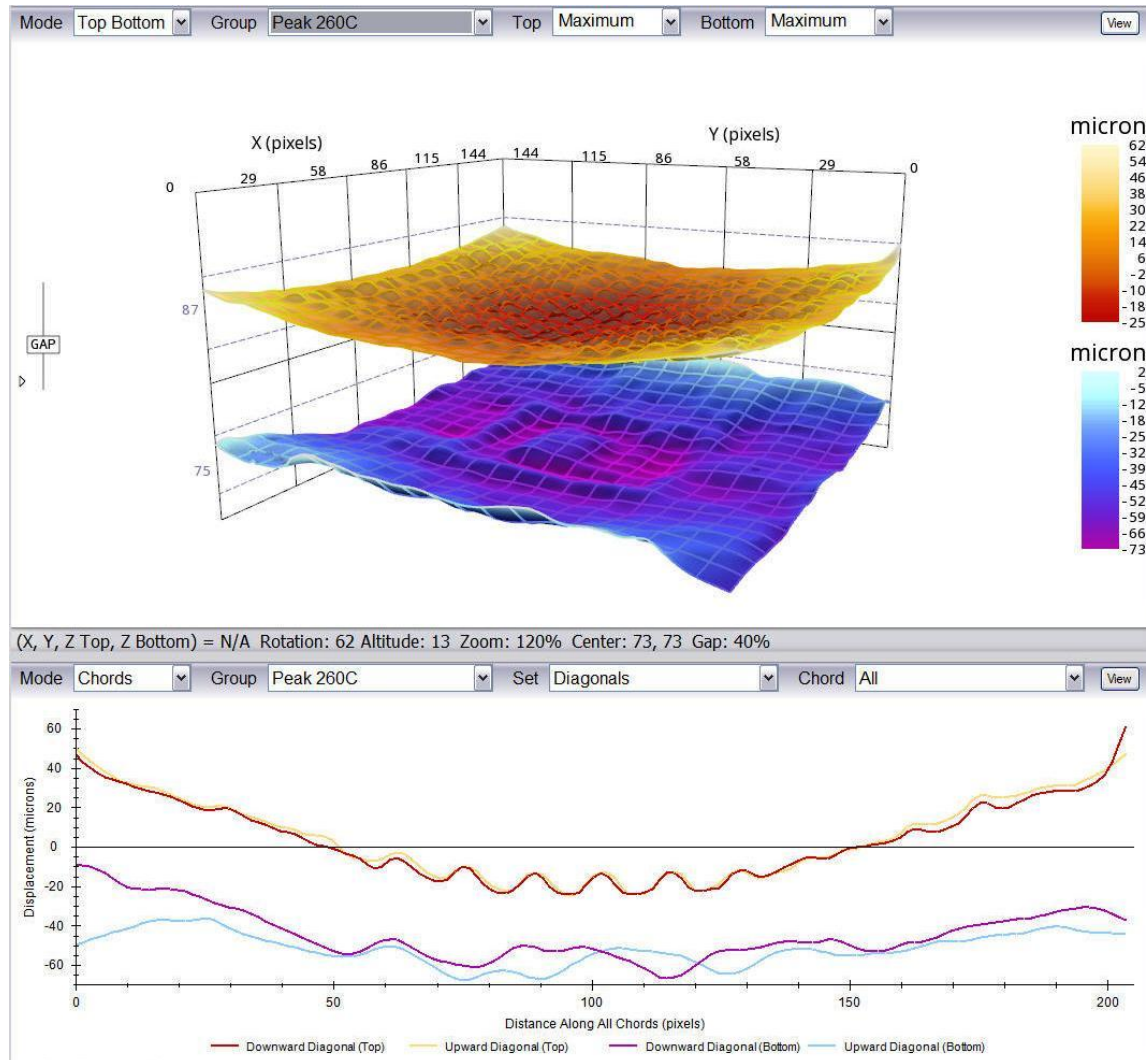 Mode Top Bottom Group Peak 260C Top Maximum Bottom Maximum View
X (pixels) Y (pixels)
0 29 58 86 115 144 144 115 86 58 29 0
87
75
GAP
micron
62
54
46
38
30
22
14
6
-2
-10
-18
-25
micron
2
-5
-12
-18
-25
-32
-39
-45
-52
-59
-66
-73
(X, Y, Z Top, Z Bottom) = N/A Rotation: 62 Altitude: 13 Zoom: 120% Center: 73, 73 Gap: 40%
Mode Chords Group Peak 260C Set Diagonals Chord All View
Displacement (microns)
60
40
20
0
-20
-40
-60
0 50 100 150 200
Distance Along All Chords (pixels)
Downward Diagonal (Top) Upward Diagonal (Top) Downward Diagonal (Bottom) Upward Diagonal (Bottom)